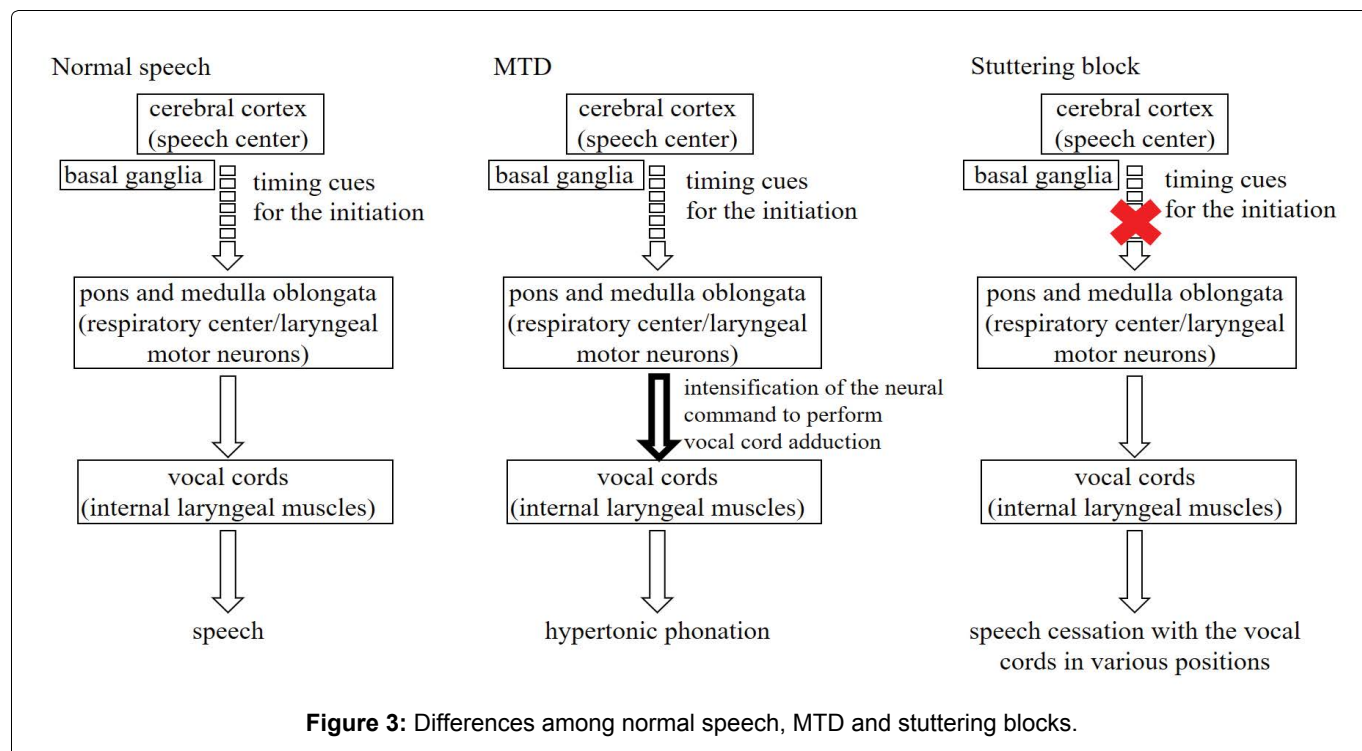 Normal speech
cerebral cortex
(speech center)
basal ganglia
timing cues
for the initiation
pons and medulla oblongata
(respiratory center/laryngeal
motor neurons)
vocal cords
(internal laryngeal muscles)
speech
MTD
cerebral cortex
(speech center)
basal ganglia
timing cues
for the initiation
pons and medulla oblongata
(respiratory center/laryngeal
motor neurons)
intensification of the neural
command to perform
vocal cord adduction
vocal cords
(internal laryngeal muscles)
hypertonic phonation
Stuttering block
cerebral cortex
(speech center)
basal ganglia
timing cues
for the initiation
pons and medulla oblongata
(respiratory center/laryngeal
motor neurons)
vocal cords
(internal laryngeal muscles)
speech cessation with the vocal
cords in various positions
Figure 3: Differences among normal speech, MTD and stuttering blocks.